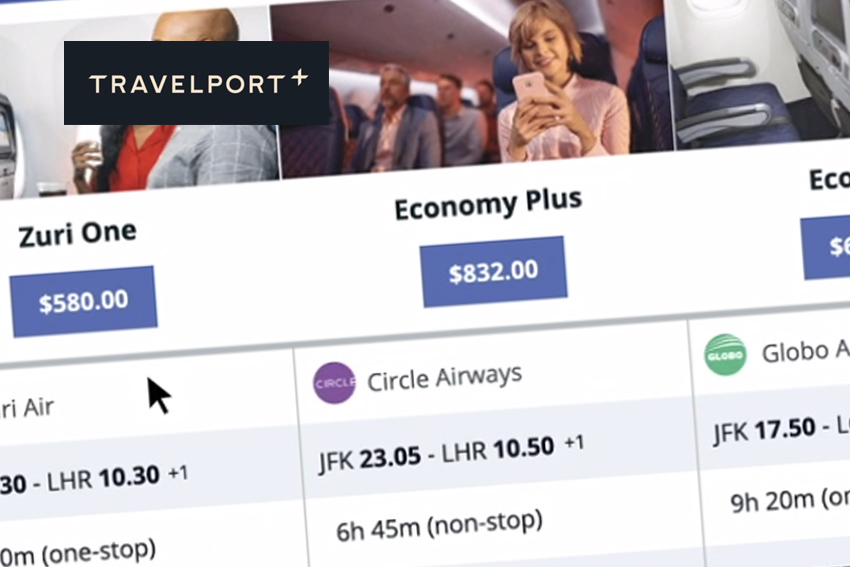 TRAVELPORT+
Zuri One
$580.00
ri Air
30 - LHR 10.30 +1
0m (one-stop)
Economy Plus
$832.00
CIRCLE
Circle Airways
JFK 23.05 - LHR 10.50 +1
6h 45m (non-stop)
Eco
$6
GLOBO
Globo A
JFK 17.50 - L
9h 20m (or